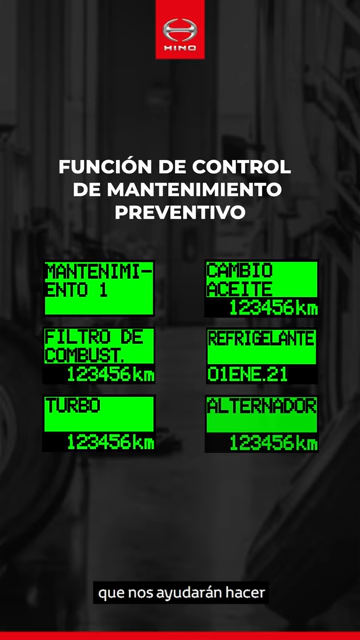 HINO
FUNCIÓN DE CONTROL
DE MANTENIMIENTO
PREVENTIVO
MANTENIMI-
ENTO 1
CAMBIO
ACEITE
123456km
FILTRO DE
COMBUST.
123456km
REFRIGELANTE
01ENE.21
TURBO
123456km
ALTERNADOR
123456km
que nos ayudarán hacer